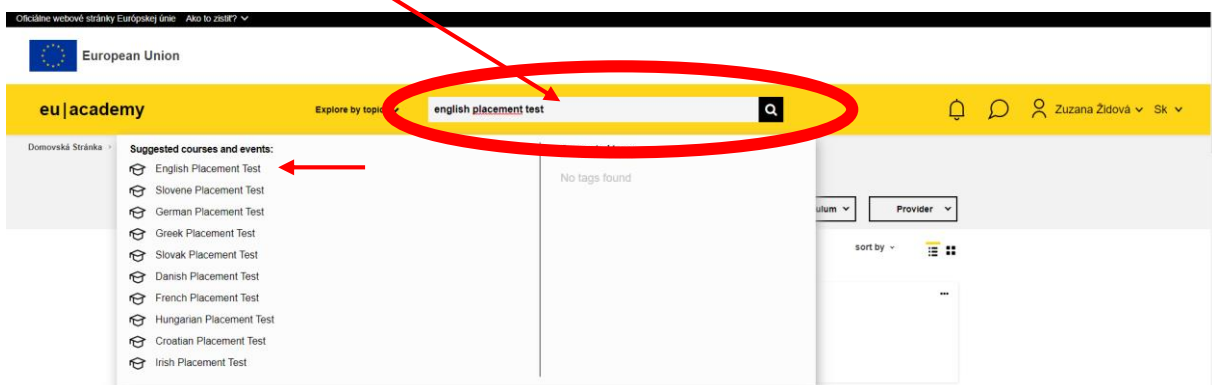 Oficiálne webové stránky Európskej únie Ako to zistiť?
European Union
eu|academy
Explore by topic
english placement test
Zuzana Židová
Sk
Domovská Stránka
Suggested courses and events:
English Placement Test
Slovene Placement Test
German Placement Test
Greek Placement Test
Slovak Placement Test
Danish Placement Test
French Placement Test
Hungarian Placement Test
Croatian Placement Test
Irish Placement Test
No tags found
Provider
sort by